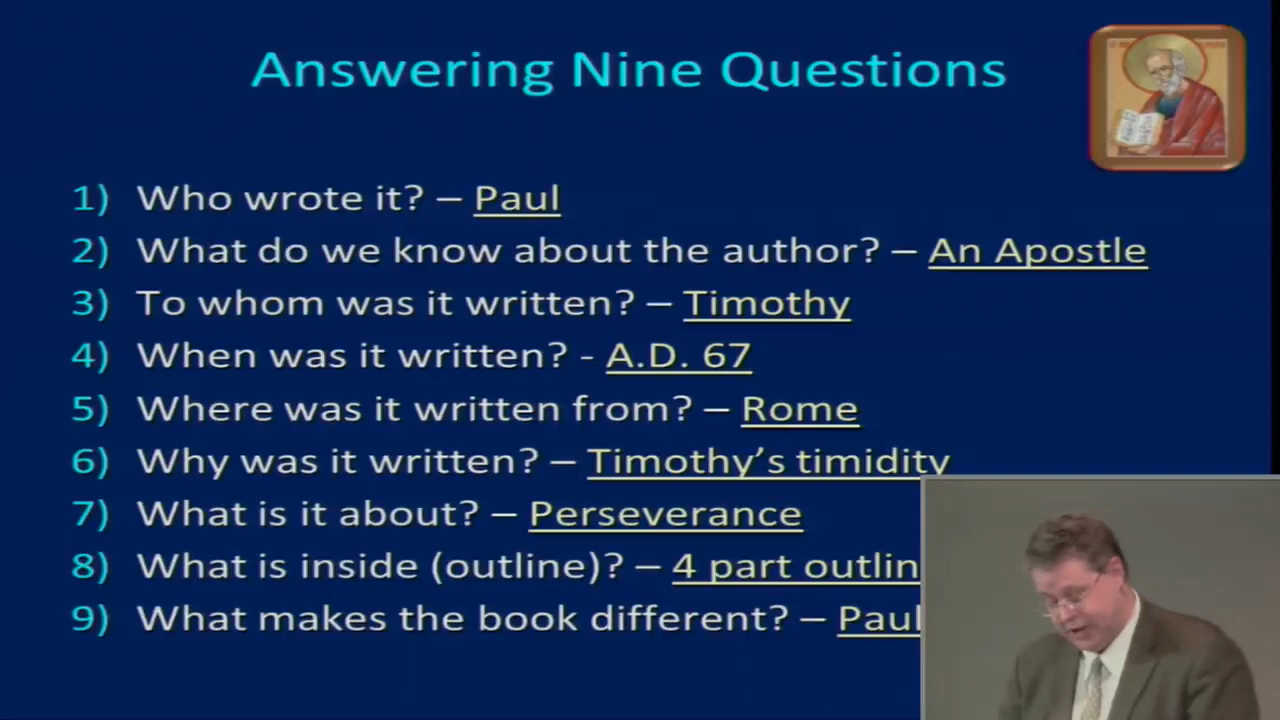 Answering Nine Questions
1) Who wrote it? – Paul
2) What do we know about the author? – An Apostle
3) To whom was it written? – Timothy
4) When was it written? - A.D. 67
5) Where was it written from? – Rome
6) Why was it written? – Timothy’s timidity
7) What is it about? – Perseverance
8) What is inside (outline)? – 4 part outlin
9) What makes the book different? – Paul